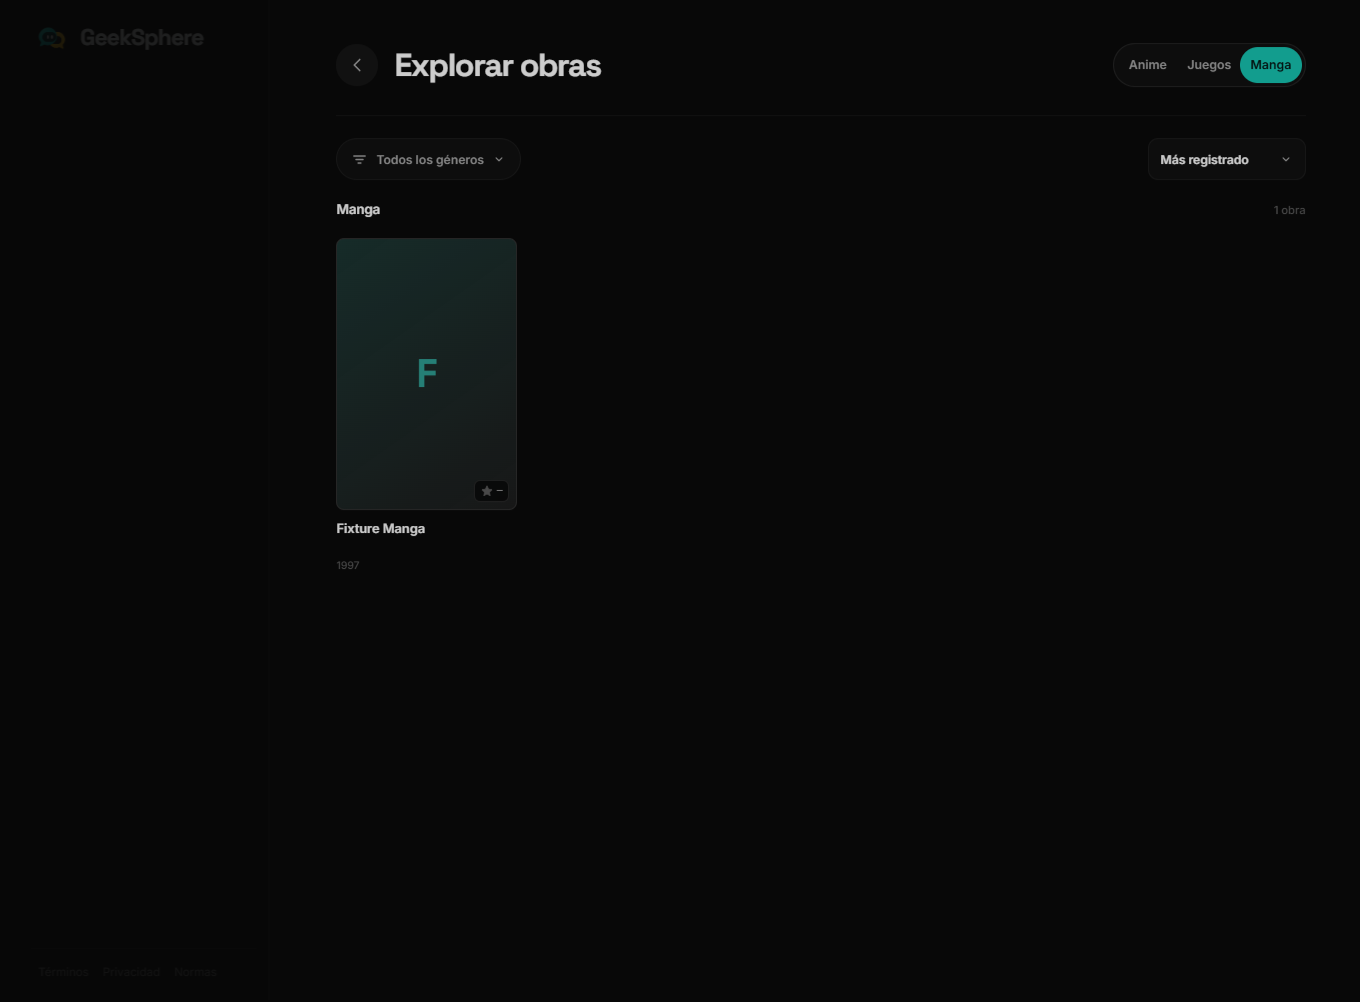 GeekSphere
Explorar obras
Anime Juegos Manga
Todos los géneros
Más registrado
Manga
1 obra
F
–
Fixture Manga
1997
Términos Privacidad Normas